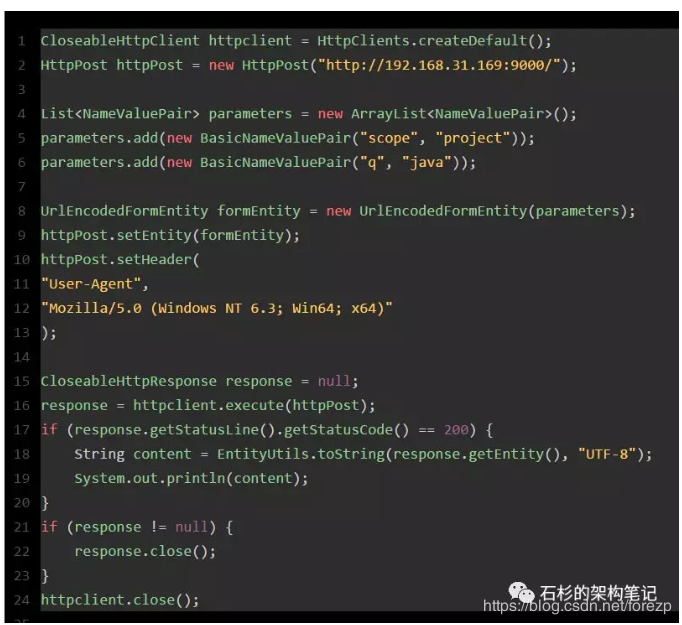 1 CloseableHttpClient httpclient = HttpClients.createDefault();
2 HttpPost httpPost = new HttpPost("http://192.168.31.169:9000/");
3
4 List<NameValuePair> parameters = new ArrayList<NameValuePair>();
5 parameters.add(new BasicNameValuePair("scope", "project"));
6 parameters.add(new BasicNameValuePair("q", "java"));
7
8 UrlEncodedFormEntity formEntity = new UrlEncodedFormEntity(parameters);
9 httpPost.setEntity(formEntity);
10 httpPost.setHeader(
11 "User-Agent",
12 "Mozilla/5.0 (Windows NT 6.3; Win64; x64)"
13 );
14
15 CloseableHttpResponse response = null;
16 response = httpclient.execute(httpPost);
17 if (response.getStatusLine().getStatusCode() == 200) {
18     String content = EntityUtils.toString(response.getEntity(), "UTF-8");
19     System.out.println(content);
20 }
21 if (response != null) {
22     response.close();
23 }
24 httpclient.close();
石杉的架构笔记
https://blog.csdn.net/forezp